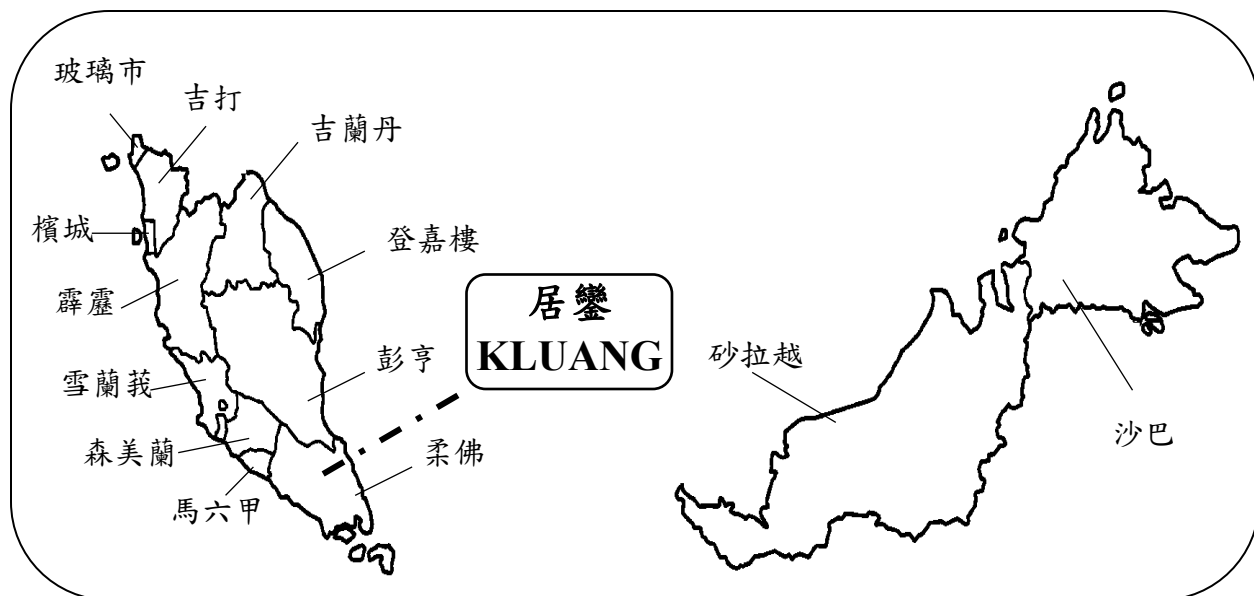 玻璃市
吉打
吉蘭丹
檳城
登嘉樓
霹靂
居鑾
KLUANG
彭亨
雪蘭莪
砂拉越
森美蘭
柔佛
沙巴
馬六甲